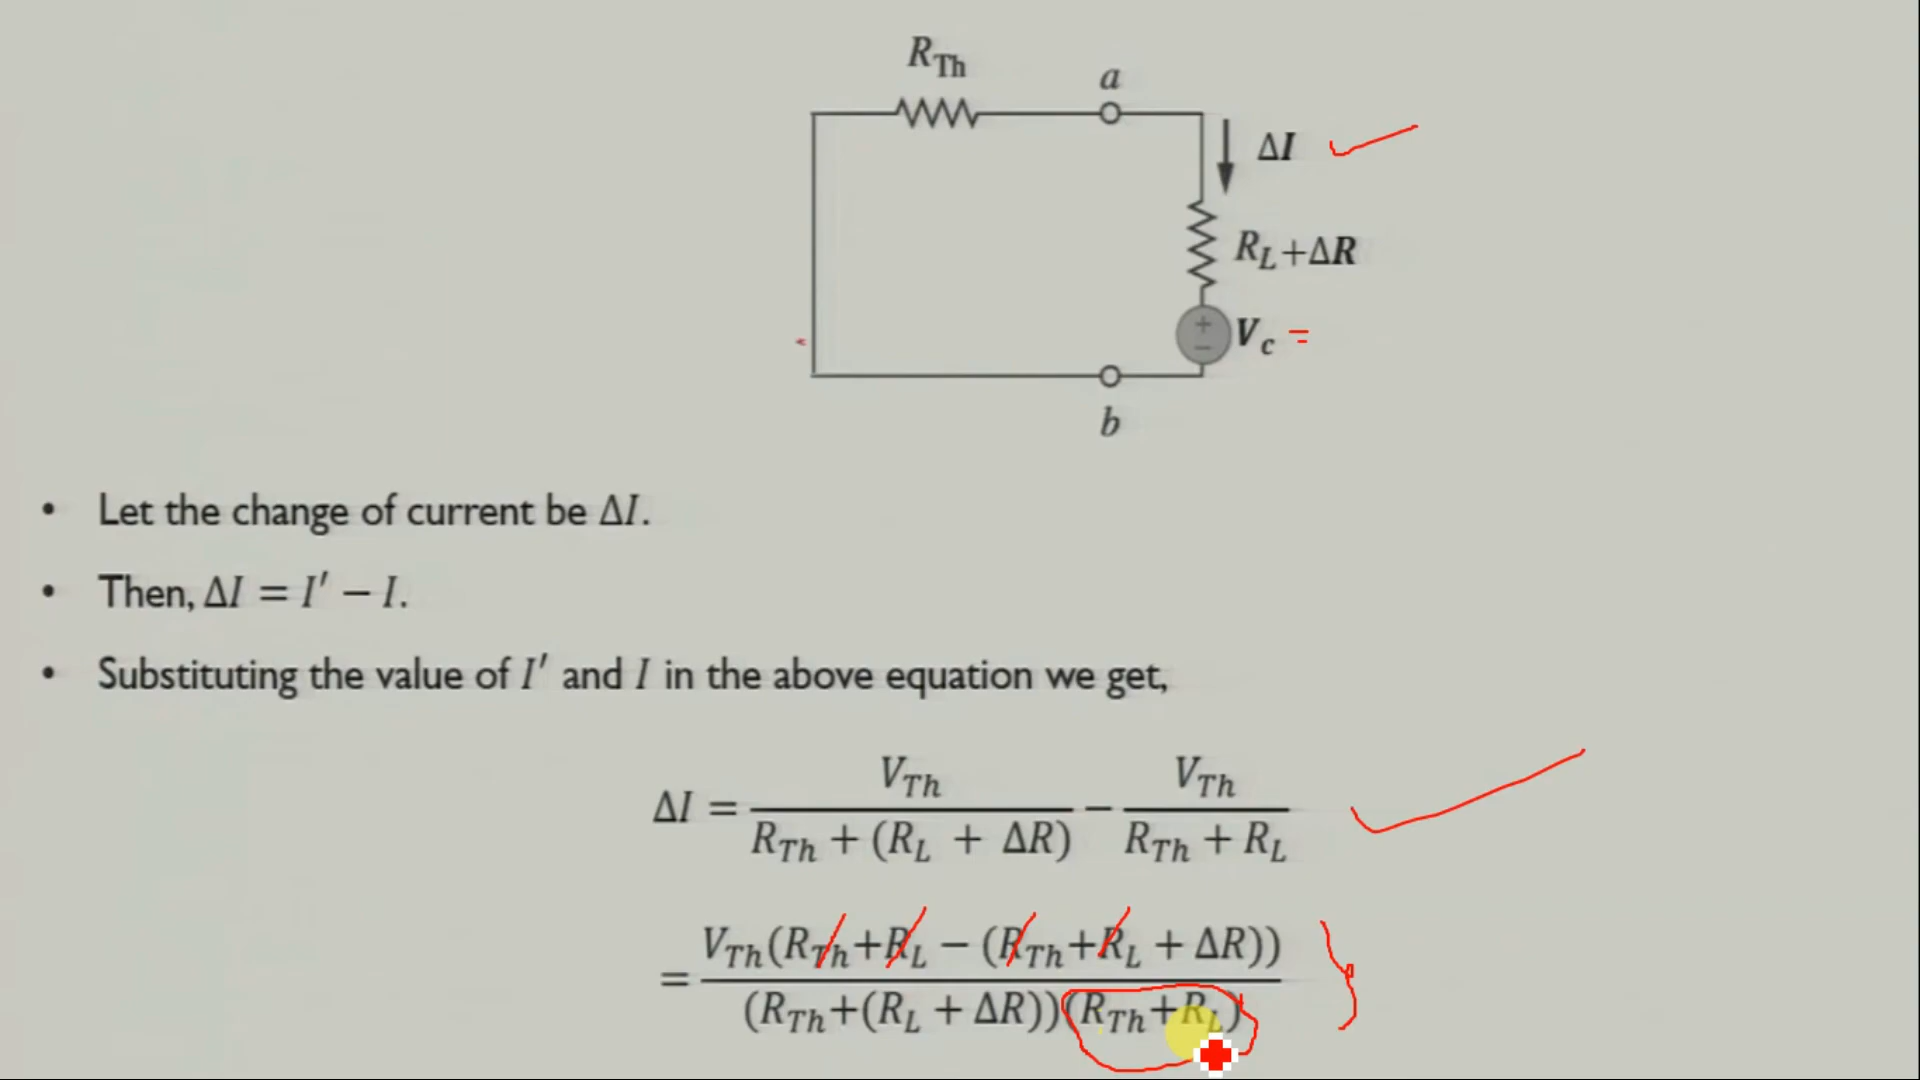 R_Th
a
ΔI
R_L+ΔR
+
−
V_c =
b
• Let the change of current be ΔI.
• Then, ΔI = I′ − I.
• Substituting the value of I′ and I in the above equation we get,
ΔI = V_Th / (R_Th + (R_L + ΔR)) − V_Th / (R_Th + R_L)
= V_Th(R_Th+R_L − (R_Th+R_L + ΔR)) / (R_Th+(R_L + ΔR))(R_Th+R_L)